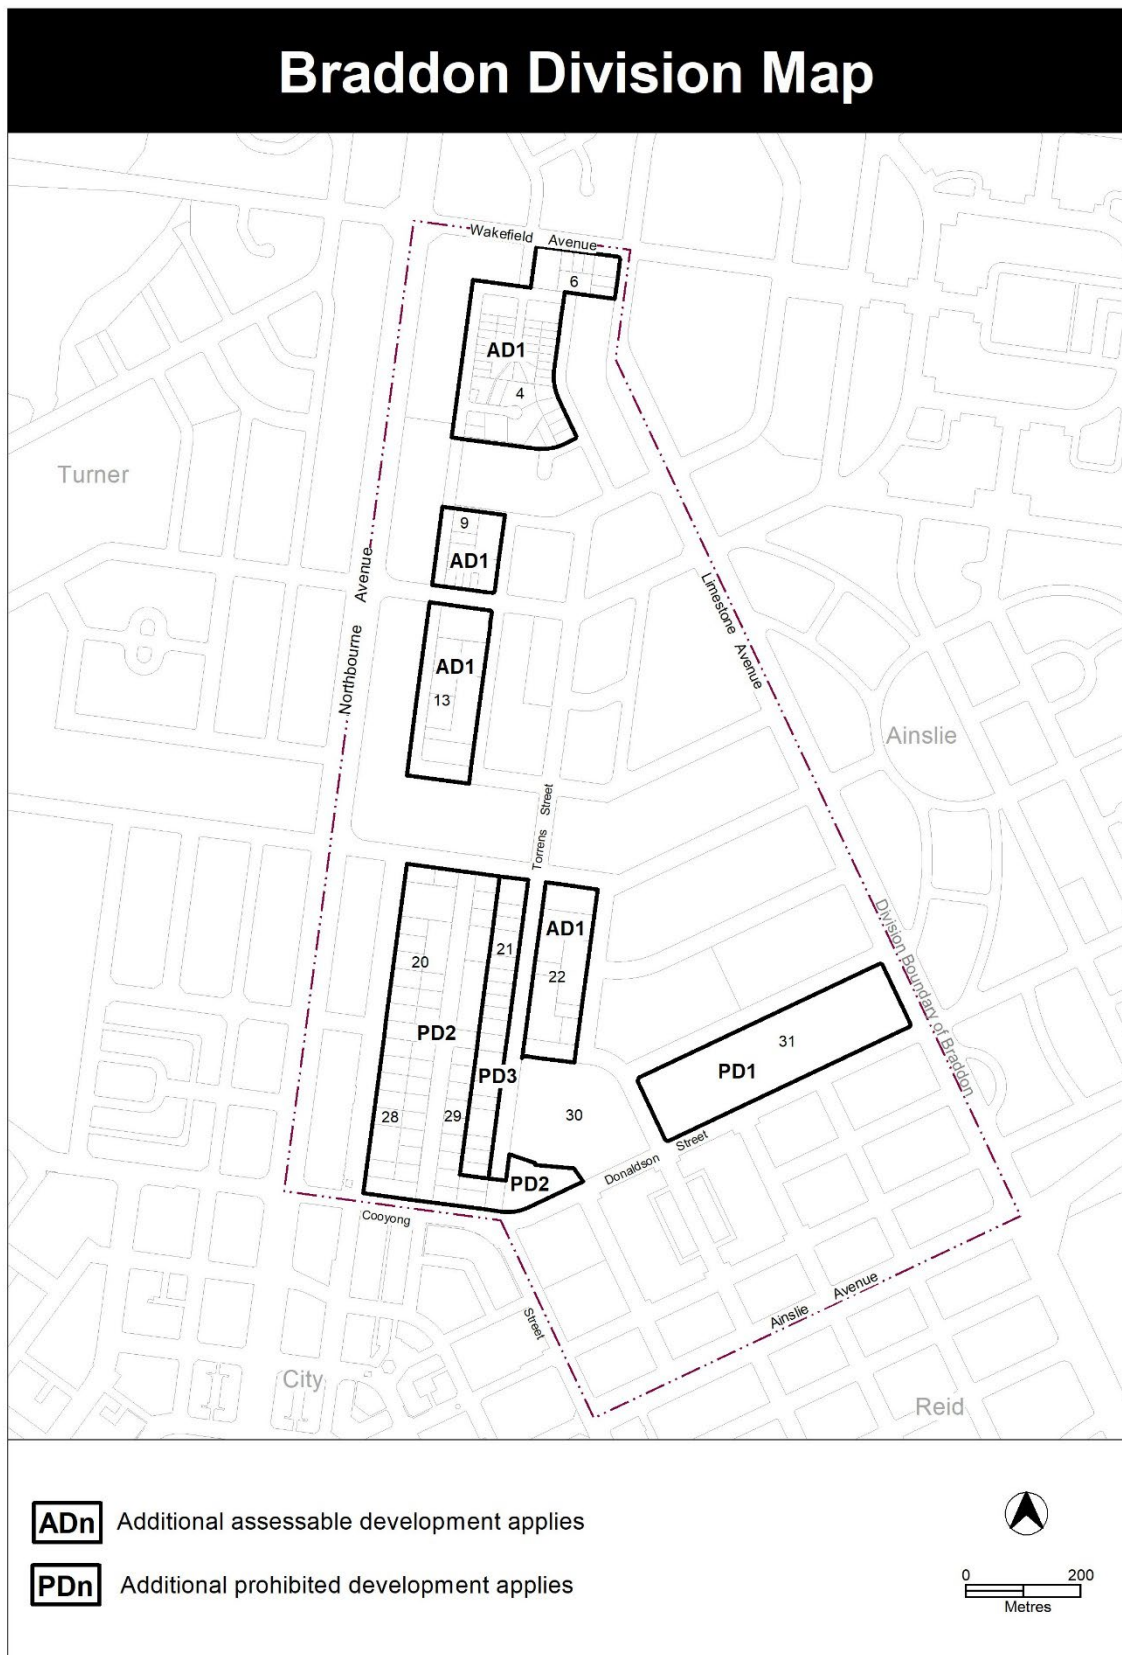 Braddon Division Map
Wakefield Avenue
6
AD1
4
Turner
9
AD1
Northbourne Avenue
Limestone Avenue
AD1
13
Ainslie
Torrens Street
Division Boundary of Braddon
AD1
21
20
22
PD2
31
PD1
PD3
28
29
30
Donaldson Street
PD2
Cooyong Street
Ainslie Avenue
City
Reid
ADn Additional assessable development applies
PDn Additional prohibited development applies
0 200
Metres